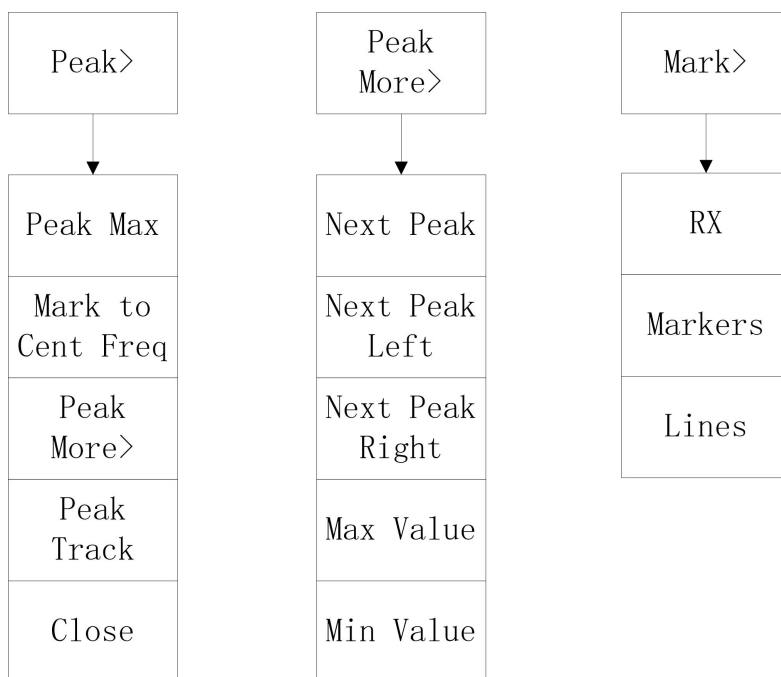 Peak>
Peak Max
Mark to
Cent Freq
Peak
More>
Peak
Track
Close
Peak
More>
Next Peak
Next Peak
Left
Next Peak
Right
Max Value
Min Value
Mark>
RX
Markers
Lines